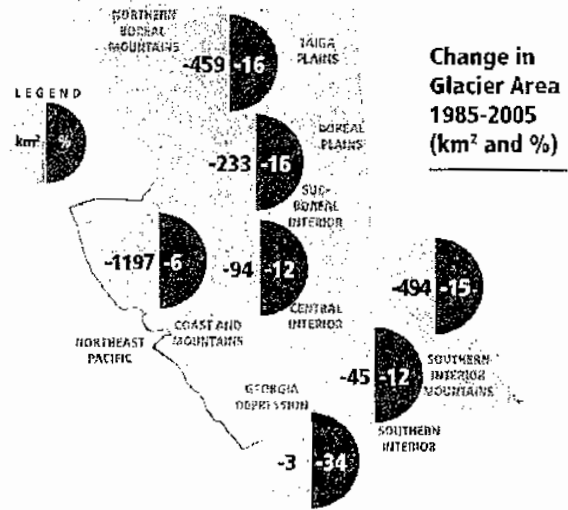 NORTHERN
BOREAL
MOUNTAINS
-459 -16
TAIGA
PLAINS
Change in
Glacier Area
1985-2005
(km² and %)
LEGEND
km² %
BOREAL
PLAINS
-233 -16
SUB-
BOREAL
INTERIOR
-1197 -6
-94 -12
-494 -15
CENTRAL
INTERIOR
COAST AND
MOUNTAINS
NORTHEAST
PACIFIC
-45 -12
SOUTHERN
INTERIOR
MOUNTAINS
GEORGIA
DEPRESSION
SOUTHERN
INTERIOR
-3 -34